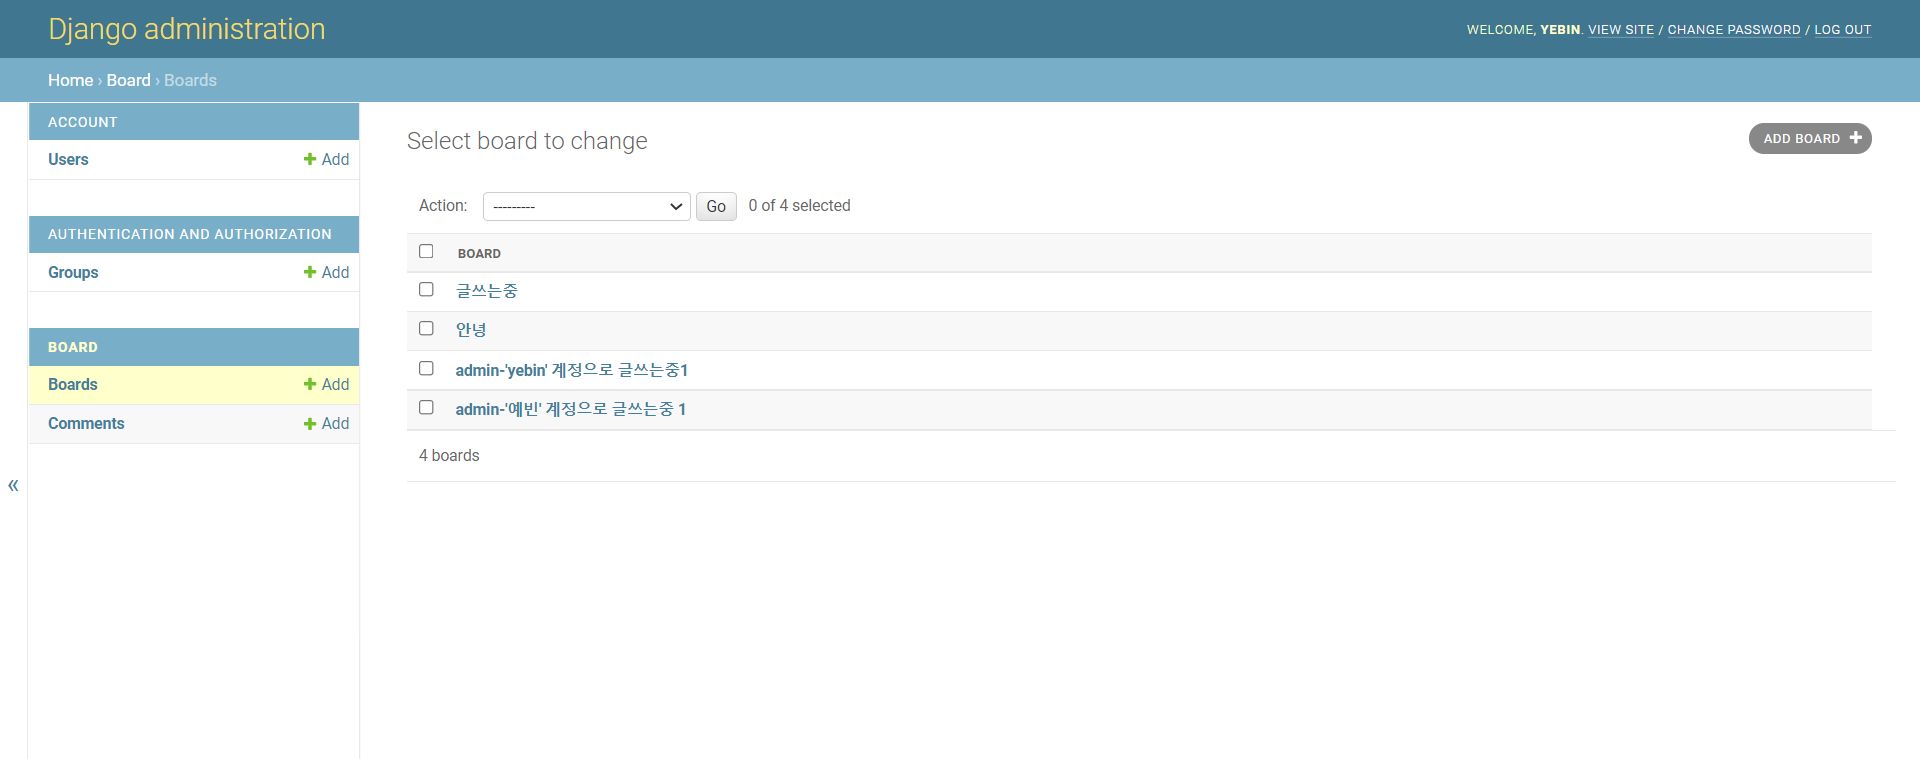 Django administration
WELCOME, YEBIN. VIEW SITE / CHANGE PASSWORD / LOG OUT
Home › Board › Boards
ACCOUNT
Users Add
AUTHENTICATION AND AUTHORIZATION
Groups Add
BOARD
Boards Add
Comments Add
«
Select board to change
ADD BOARD
Action: --------- Go 0 of 4 selected
BOARD
글쓰는중
안녕
admin-'yebin' 계정으로 글쓰는중1
admin-'예빈' 계정으로 글쓰는중 1
4 boards